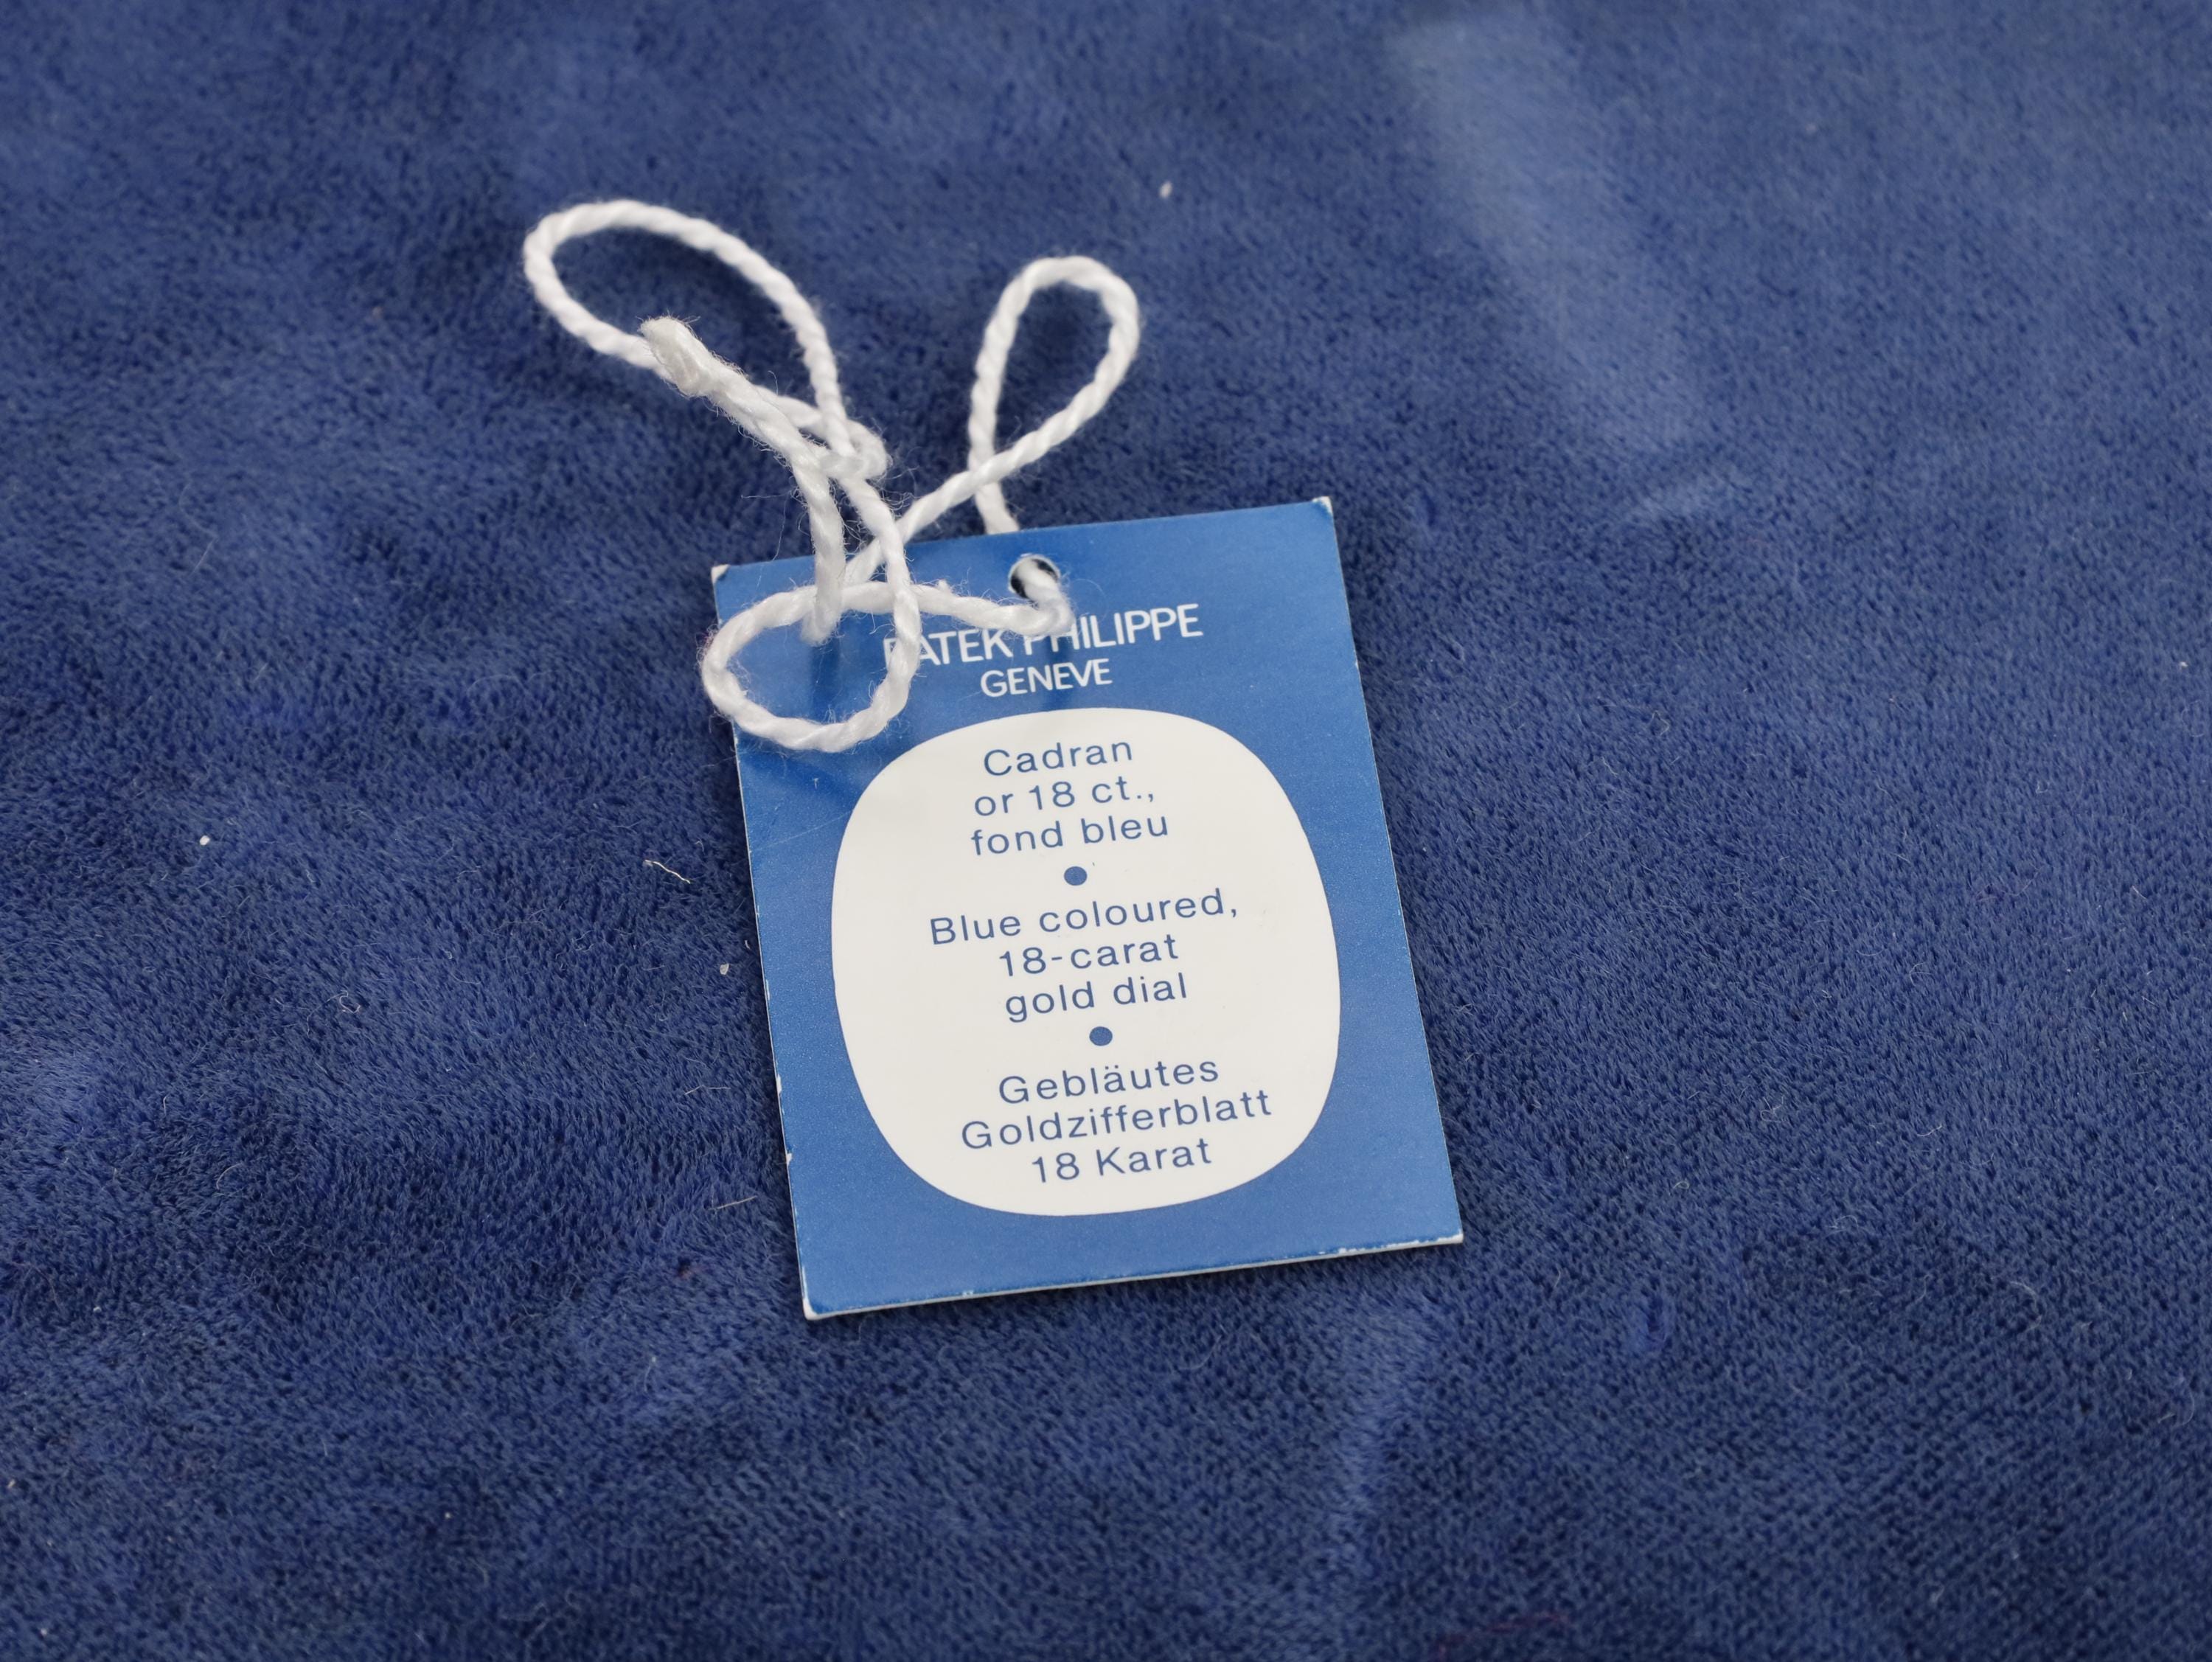 PATEK PHILIPPE
GENEVE
Cadran
or 18 ct.,
fond bleu
•
Blue coloured,
18-carat
gold dial
•
Gebläutes
Goldzifferblatt
18 Karat